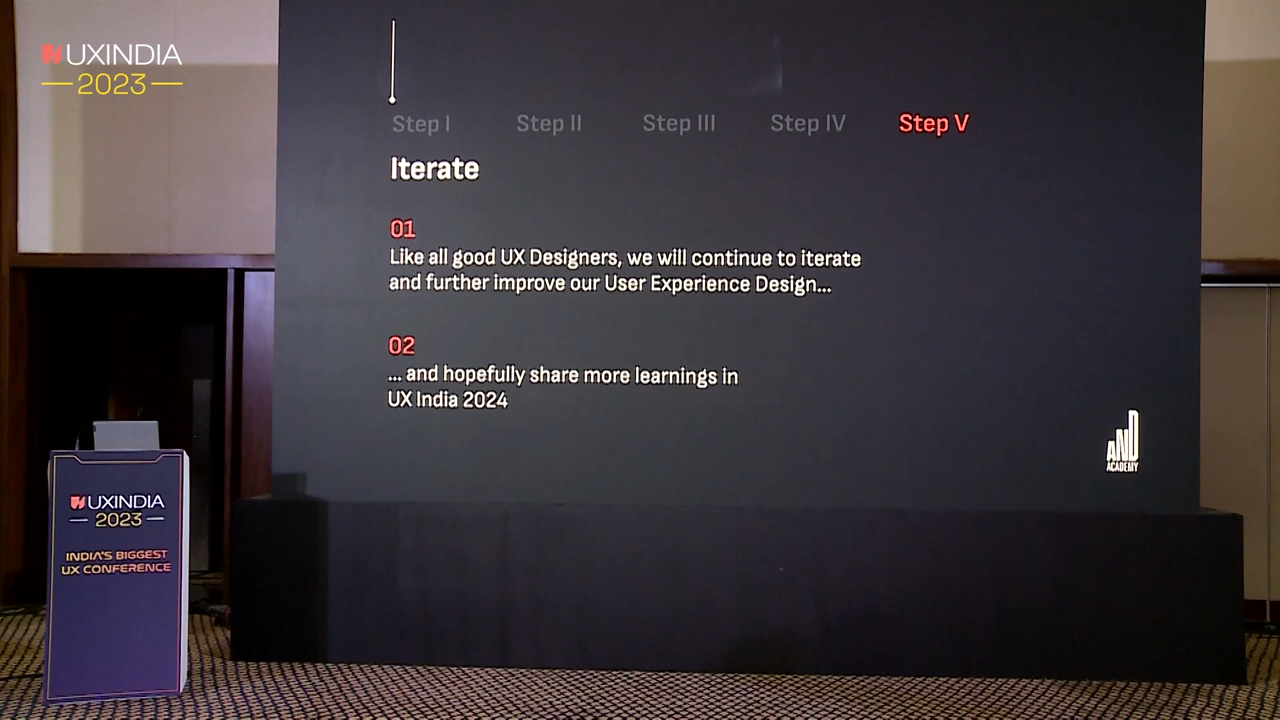 UXINDIA
2023
Step I Step II Step III Step IV Step V
Iterate
01
Like all good UX Designers, we will continue to iterate
and further improve our User Experience Design...
02
... and hopefully share more learnings in
UX India 2024
AND
ACADEMY
UXINDIA
2023
INDIA'S BIGGEST
UX CONFERENCE